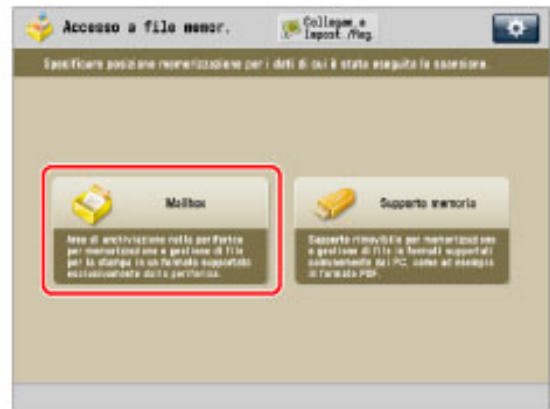 Accesso a file memor.
Collegam. e
Impost./Reg.
Specificare posizione memorizzazione per i dati di cui è stata eseguita la scansione.
Mailbox
Area di archiviazione nella periferica
per memorizzazione e gestione di file
per la stampa in un formato supportato
esclusivamente dalla periferica.
Supporto memoria
Supporto rimovibile per memorizzazione
e gestione di file in formati supportati
comunemente dai PC, come ad esempio
il formato PDF.